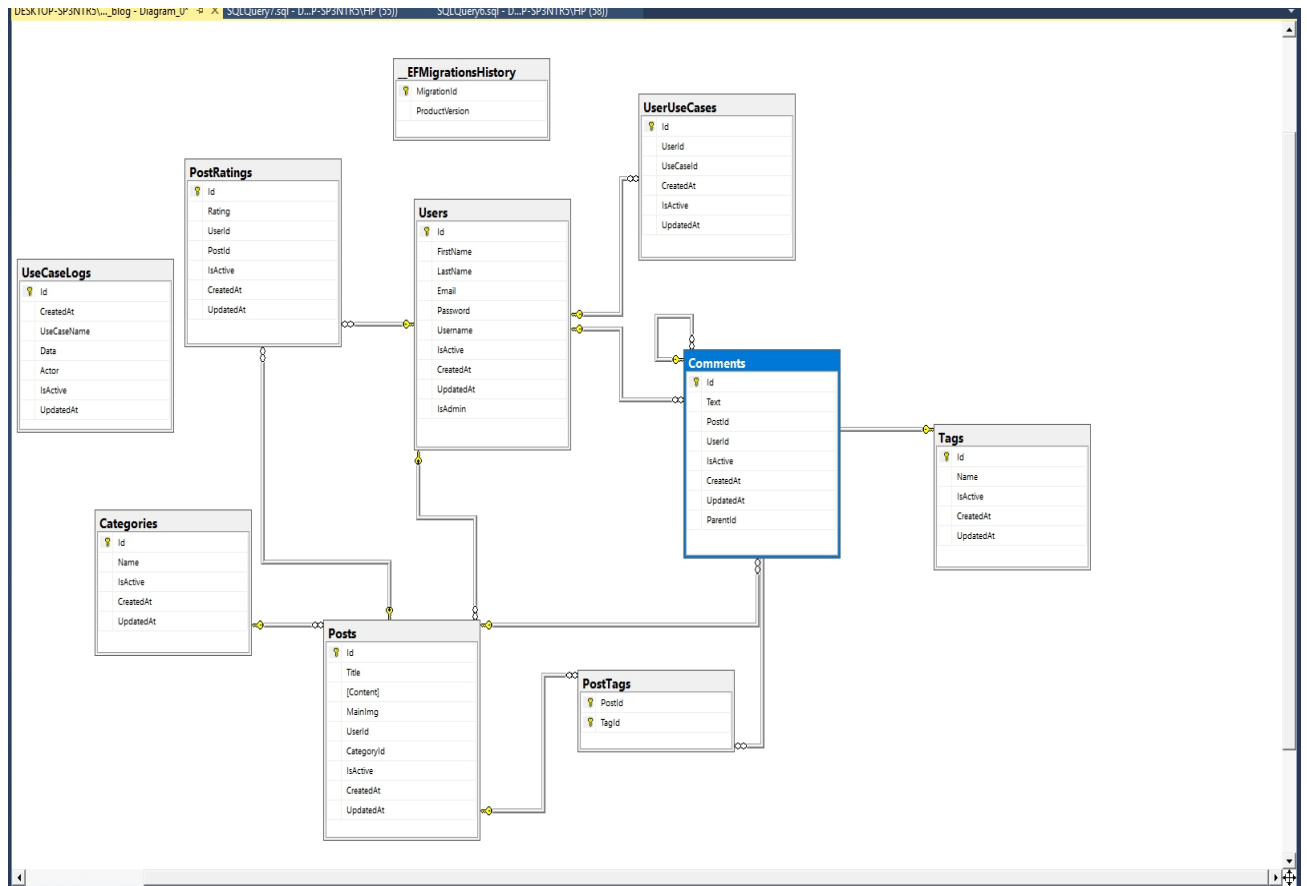 DESKTOP-SP3NTR5\..._blog - Diagram_0* SQLQuery7.sql - D...P-SP3NTR5\HP (55)) SQLQuery6.sql - D...P-SP3NTR5\HP (58))
__EFMigrationsHistory
MigrationId
ProductVersion
UserUseCases
Id
UserId
UseCaseId
CreatedAt
IsActive
UpdatedAt
PostRatings
Id
Rating
UserId
PostId
IsActive
CreatedAt
UpdatedAt
Users
Id
FirstName
LastName
Email
Password
Username
IsActive
CreatedAt
UpdatedAt
IsAdmin
UseCaseLogs
Id
CreatedAt
UseCaseName
Data
Actor
IsActive
UpdatedAt
Comments
Id
Text
PostId
UserId
IsActive
CreatedAt
UpdatedAt
ParentId
Tags
Id
Name
IsActive
CreatedAt
UpdatedAt
Categories
Id
Name
IsActive
CreatedAt
UpdatedAt
Posts
Id
Title
[Content]
MainImg
UserId
CategoryId
IsActive
CreatedAt
UpdatedAt
PostTags
PostId
TagId